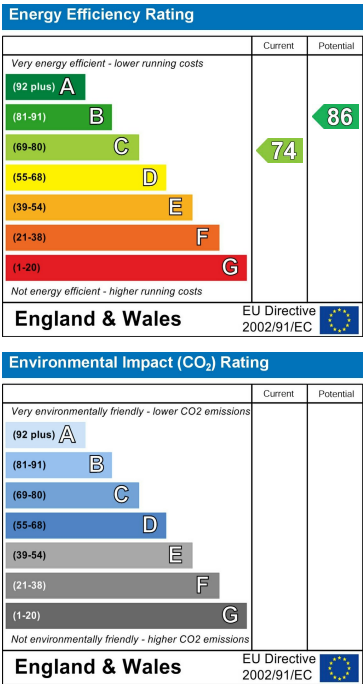 Energy Efficiency Rating
Current Potential
Very energy efficient - lower running costs
(92 plus) A
(81-91) B
86
(69-80) C
74
(55-68) D
(39-54) E
(21-38) F
(1-20) G
Not energy efficient - higher running costs
England & Wales
EU Directive
2002/91/EC
Environmental Impact (CO₂) Rating
Current Potential
Very environmentally friendly - lower CO2 emissions
(92 plus) A
(81-91) B
(69-80) C
(55-68) D
(39-54) E
(21-38) F
(1-20) G
Not environmentally friendly - higher CO2 emissions
England & Wales
EU Directive
2002/91/EC